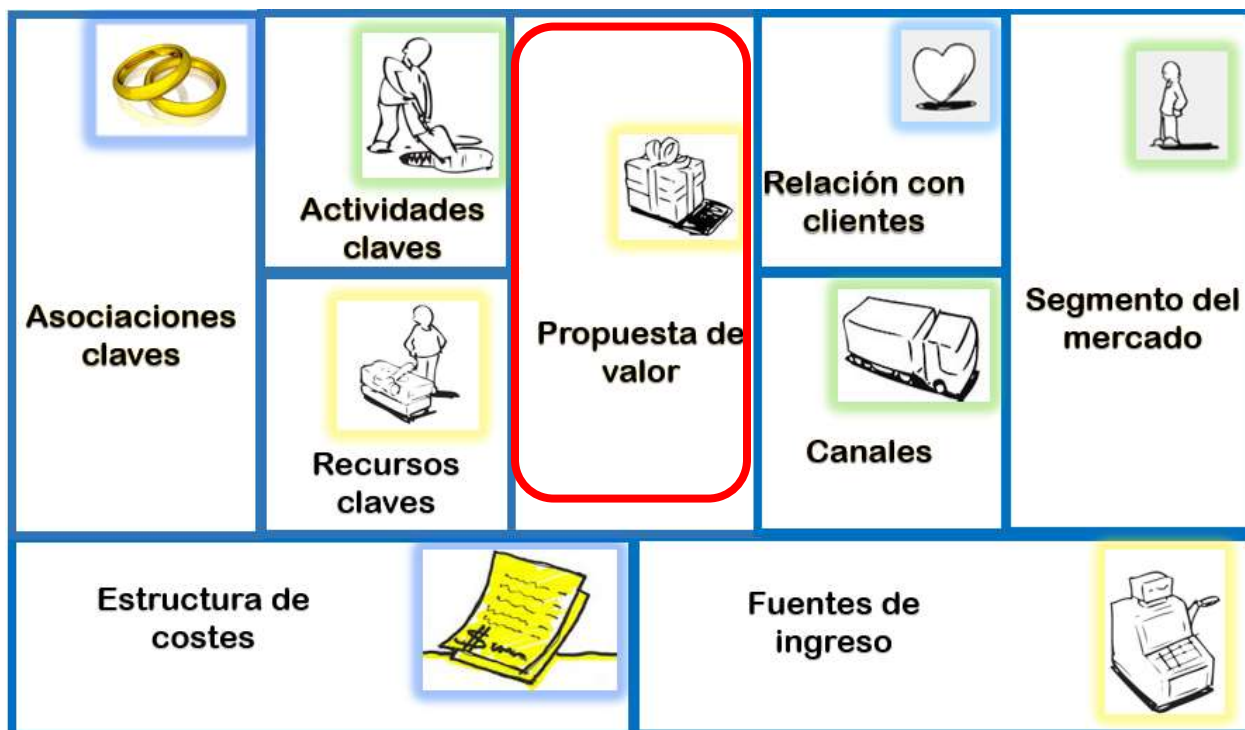 Asociaciones
claves
Actividades
claves
Recursos
claves
Propuesta de
valor
Relación con
clientes
Canales
Segmento del
mercado
Estructura de
costes
Fuentes de
ingreso